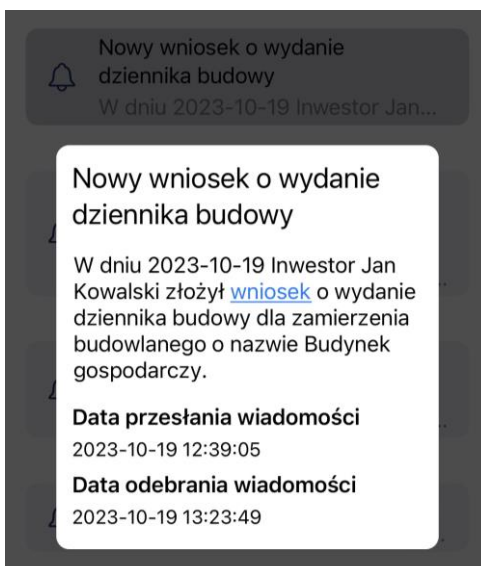 Nowy wniosek o wydanie
dziennika budowy
W dniu 2023-10-19 Inwestor Jan...
Nowy wniosek o wydanie
dziennika budowy
W dniu 2023-10-19 Inwestor Jan
Kowalski złożył wniosek o wydanie
dziennika budowy dla zamierzenia
budowlanego o nazwie Budynek
gospodarczy.
Data przesłania wiadomości
2023-10-19 12:39:05
Data odebrania wiadomości
2023-10-19 13:23:49